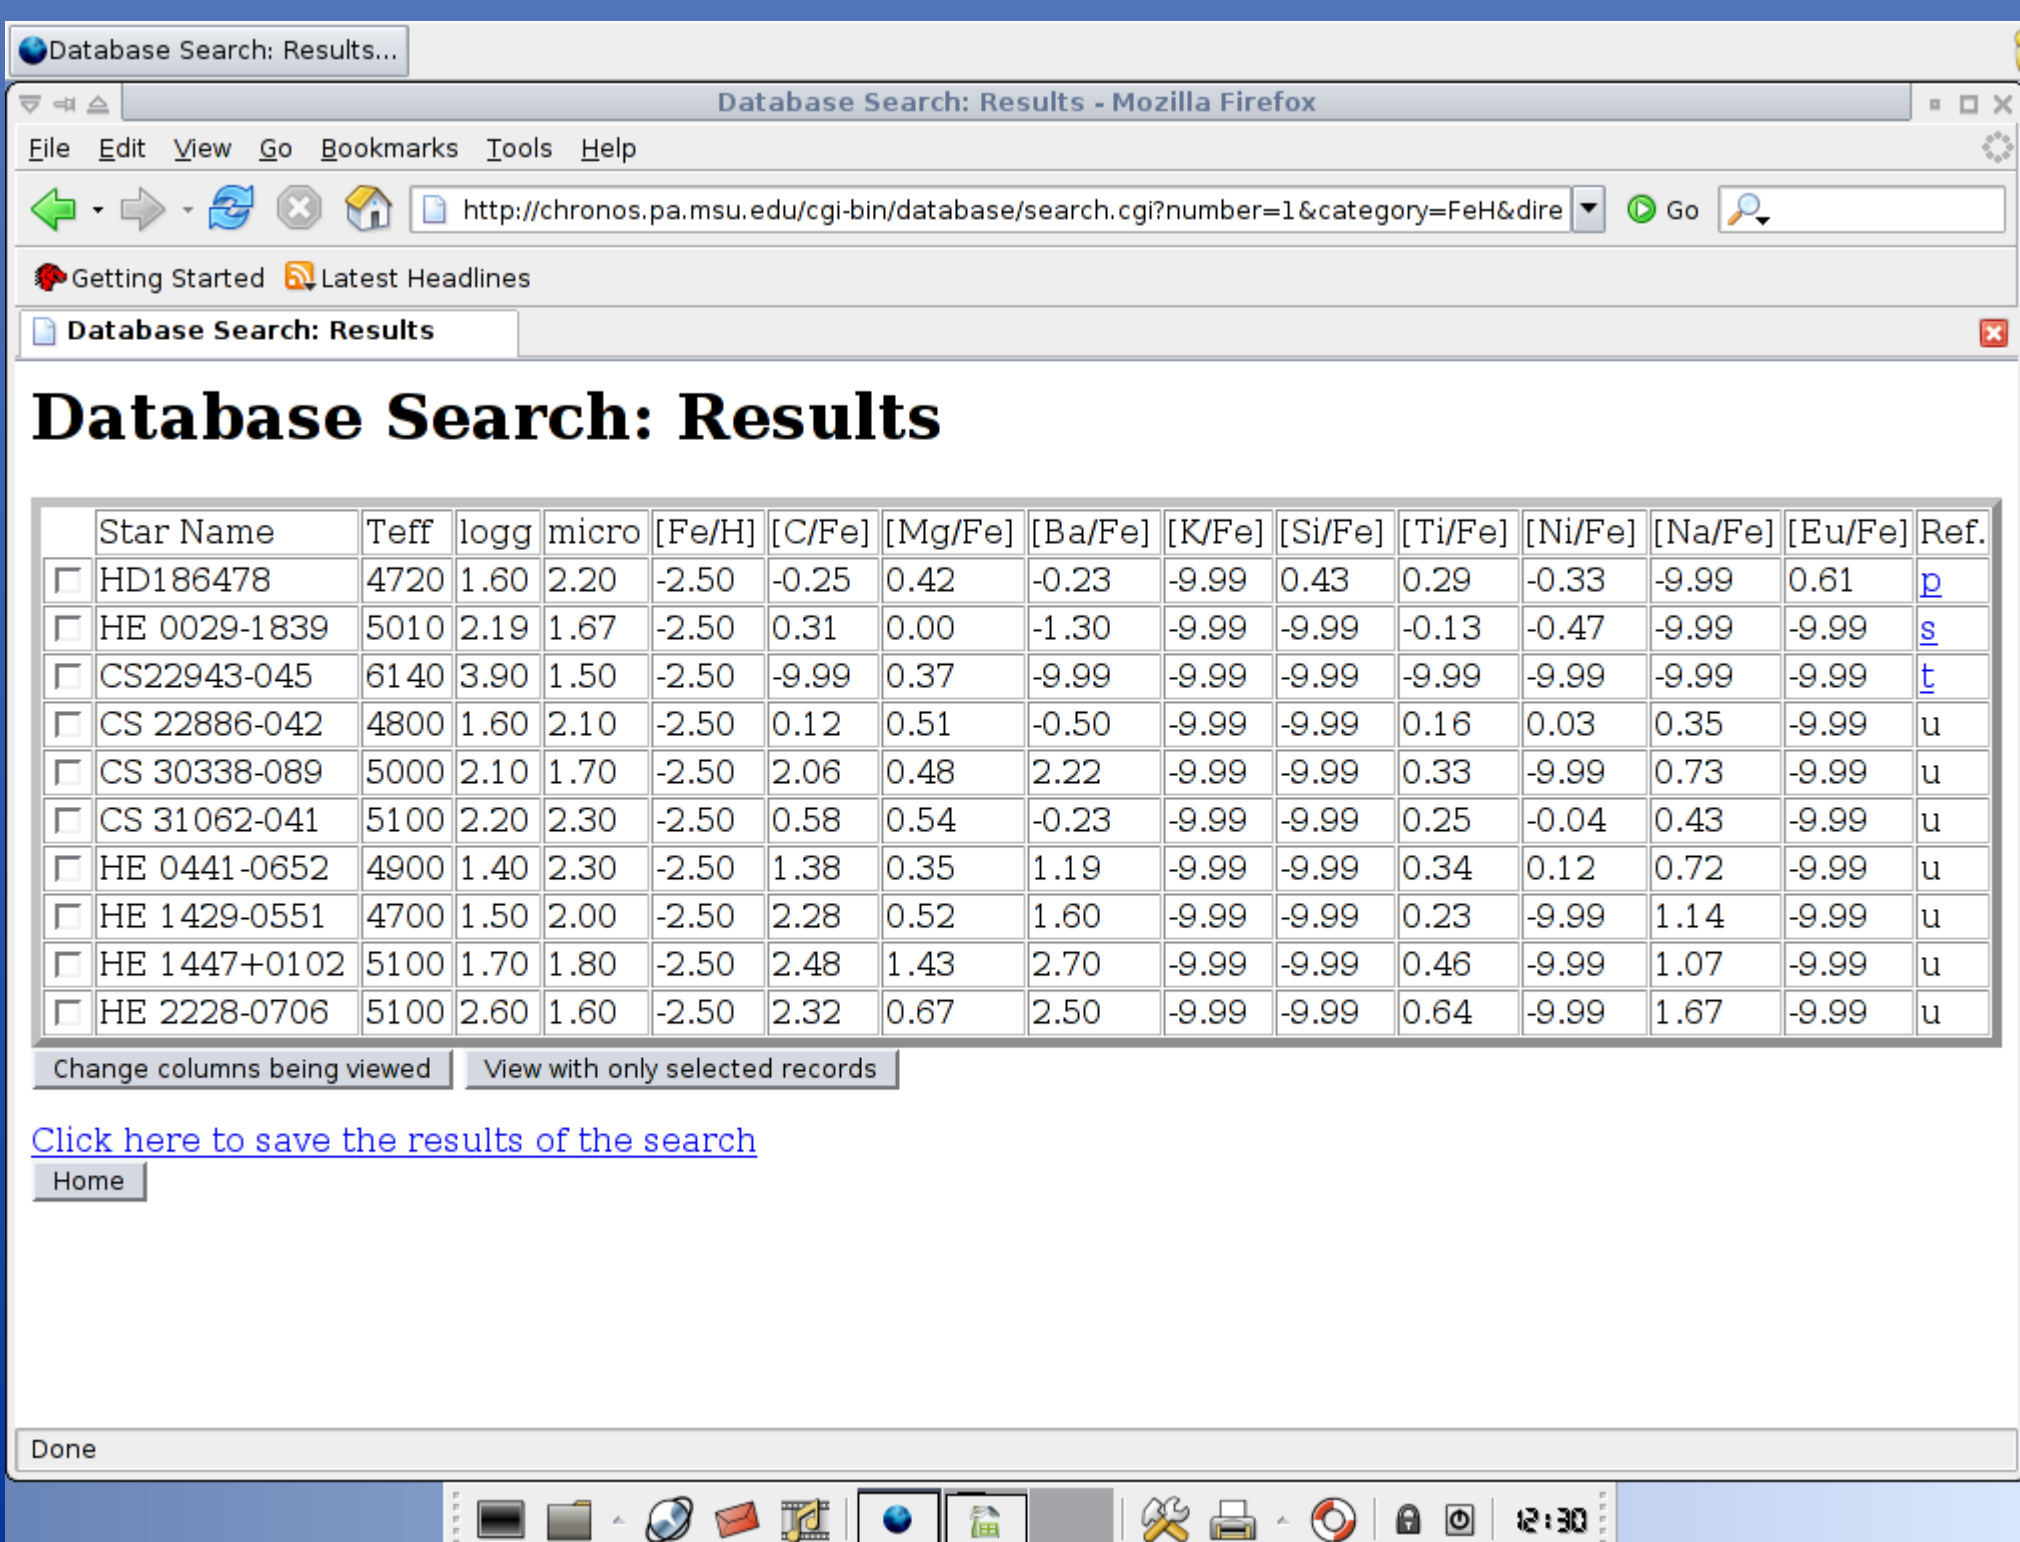 Database Search: Results...
Database Search: Results - Mozilla Firefox
File Edit View Go Bookmarks Tools Help
http://chronos.pa.msu.edu/cgi-bin/database/search.cgi?number=1&category=FeH&dire Go
Getting Started Latest Headlines
Database Search: Results
Database Search: Results
Star Name Teff logg micro [Fe/H] [C/Fe] [Mg/Fe] [Ba/Fe] [K/Fe] [Si/Fe] [Ti/Fe] [Ni/Fe] [Na/Fe] [Eu/Fe] Ref.
HD186478 4720 1.60 2.20 -2.50 -0.25 0.42 -0.23 -9.99 0.43 0.29 -0.33 -9.99 0.61 p
HE 0029-1839 5010 2.19 1.67 -2.50 0.31 0.00 -1.30 -9.99 -9.99 -0.13 -0.47 -9.99 -9.99 s
CS22943-045 6140 3.90 1.50 -2.50 -9.99 0.37 -9.99 -9.99 -9.99 -9.99 -9.99 -9.99 -9.99 t
CS 22886-042 4800 1.60 2.10 -2.50 0.12 0.51 -0.50 -9.99 -9.99 0.16 0.03 0.35 -9.99 u
CS 30338-089 5000 2.10 1.70 -2.50 2.06 0.48 2.22 -9.99 -9.99 0.33 -9.99 0.73 -9.99 u
CS 31062-041 5100 2.20 2.30 -2.50 0.58 0.54 -0.23 -9.99 -9.99 0.25 -0.04 0.43 -9.99 u
HE 0441-0652 4900 1.40 2.30 -2.50 1.38 0.35 1.19 -9.99 -9.99 0.34 0.12 0.72 -9.99 u
HE 1429-0551 4700 1.50 2.00 -2.50 2.28 0.52 1.60 -9.99 -9.99 0.23 -9.99 1.14 -9.99 u
HE 1447+0102 5100 1.70 1.80 -2.50 2.48 1.43 2.70 -9.99 -9.99 0.46 -9.99 1.07 -9.99 u
HE 2228-0706 5100 2.60 1.60 -2.50 2.32 0.67 2.50 -9.99 -9.99 0.64 -9.99 1.67 -9.99 u
Change columns being viewed View with only selected records
Click here to save the results of the search
Home
Done
12:30